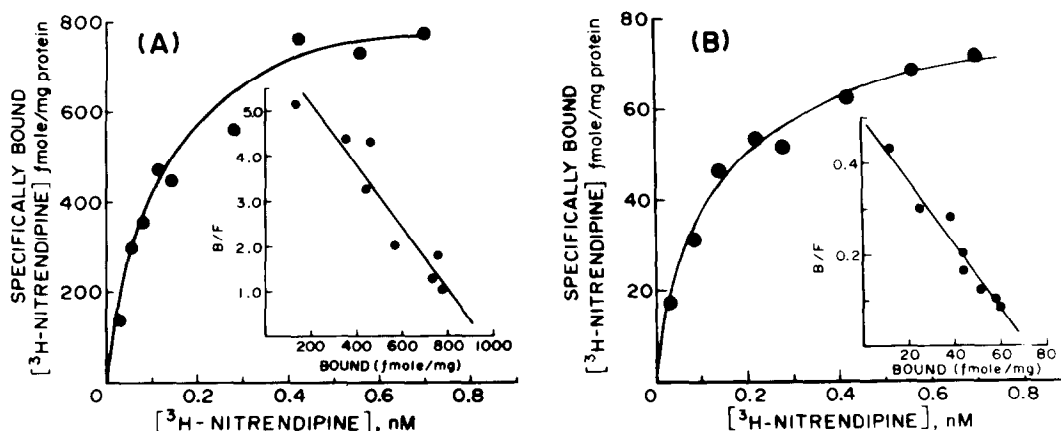 (A)
SPECIFICALLY BOUND
[³H-NITRENDIPINE] fmole/mg protein
800
600
400
200
0
0.2
0.4
0.6
0.8
[³H-NITRENDIPINE], nM
B/F
5.0
4.0
3.0
2.0
1.0
200
400
600
800
1000
BOUND (fmole/mg)
(B)
SPECIFICALLY BOUND
[³H-NITRENDIPINE] fmole/mg protein
80
60
40
20
0
0.2
0.4
0.6
0.8
[³H-NITRENDIPINE], nM
B/F
0.4
0.2
20
40
60
80
BOUND (fmole/mg)